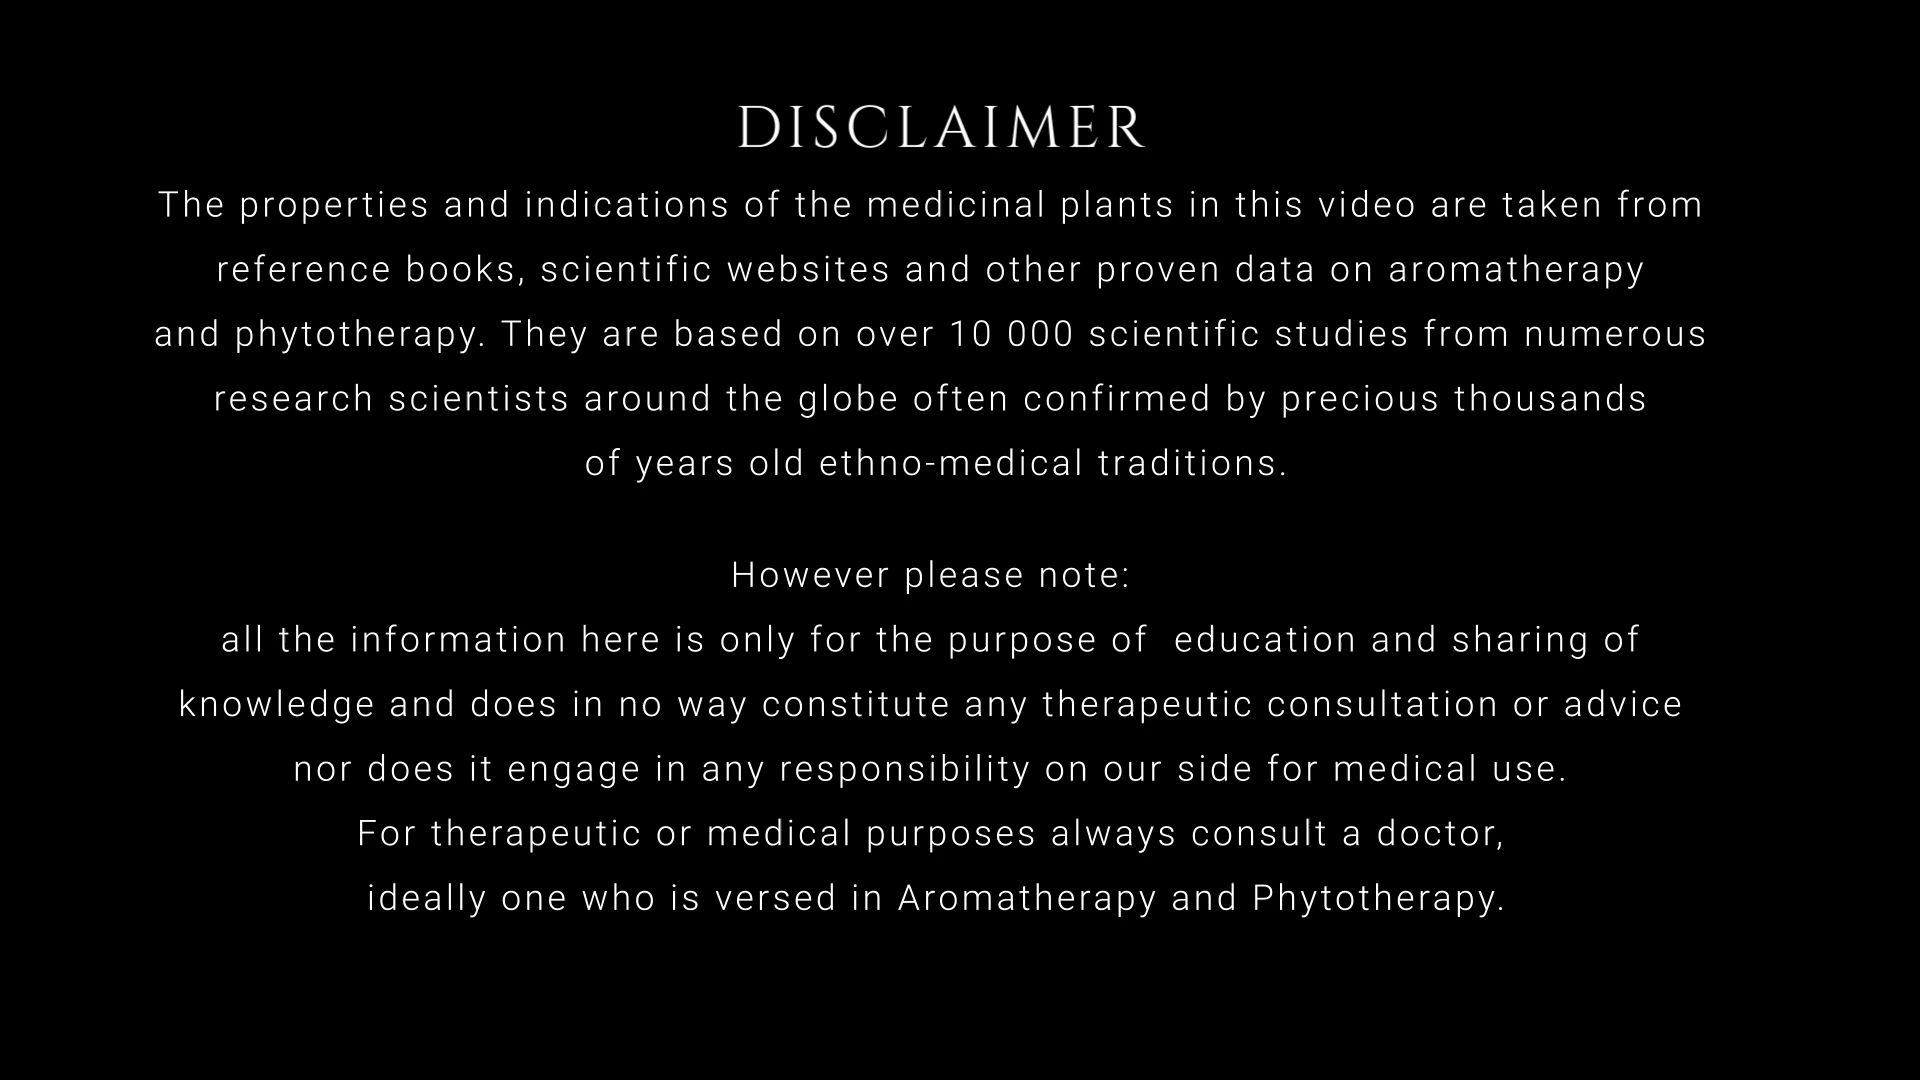 DISCLAIMER
The properties and indications of the medicinal plants in this video are taken from
reference books, scientific websites and other proven data on aromatherapy
and phytotherapy. They are based on over 10 000 scientific studies from numerous
research scientists around the globe often confirmed by precious thousands
of years old ethno-medical traditions.
However please note:
all the information here is only for the purpose of  education and sharing of
knowledge and does in no way constitute any therapeutic consultation or advice
nor does it engage in any responsibility on our side for medical use.
For therapeutic or medical purposes always consult a doctor,
ideally one who is versed in Aromatherapy and Phytotherapy.